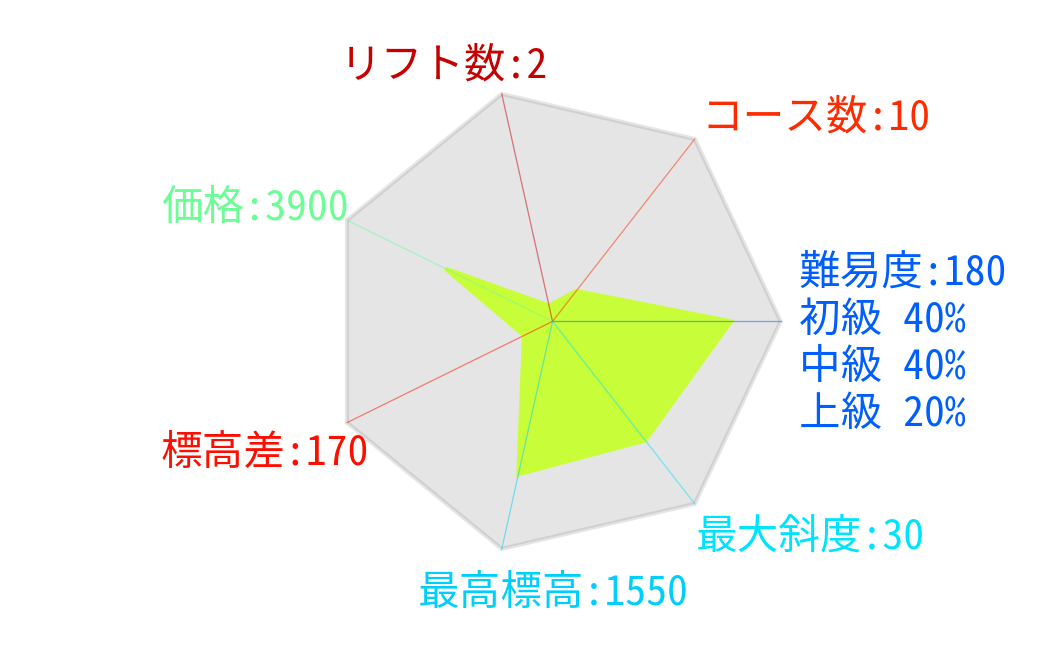 リフト数:2
コース数:10
価格:3900
難易度:180
初級 40%
中級 40%
上級 20%
標高差:170
最大斜度:30
最高標高:1550